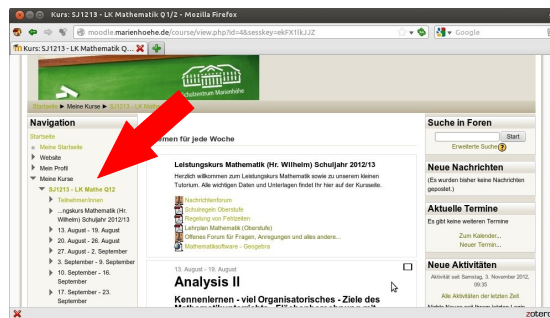 Kurs: SJ1213 - LK Mathematik Q1/2 - Mozilla Firefox
moodle.marienhoehe.de/course/view.php?id=4&sesskey=ekFX1lkJJZ
Google
Kurs: SJ1213 - LK Mathematik Q...
Schulzentrum Marienhöhe
Startseite ► Meine Kurse ► SJ1213 - LK
Navigation
Startseite
Meine Startseite
Website
Mein Profil
Meine Kurse
SJ1213 - LK Mathe Q12
Teilnehmer/innen
...ngskurs Mathematik (Hr.
Wilhelm) Schuljahr 2012/13
13. August - 19. August
20. August - 26. August
27. August - 2. September
3. September - 9. September
10. September - 16.
September
17. September - 23.
September
men für jede Woche
Leistungskurs Mathematik (Hr. Wilhelm) Schuljahr 2012/13
Herzlich willkommen zum Leistungskurs Mathematik sowie zu unserem kleinen
Tutorium. Alle wichtigen Daten und Unterlagen findet Ihr hier auf der Kursseite.
Nachrichtenforum
Schulregeln Oberstufe
Regelung von Fehlzeiten
Lehrplan Mathematik (Oberstufe)
Offenes Forum für Fragen, Anregungen und alles andere...
Mathematiksoftware - Geogebra
13. August - 19. August
Analysis II
Kennenlernen - viel Organisatorisches - Ziele des
Suche in Foren
Start
Erweiterte Suche
Neue Nachrichten
(Es wurden bisher keine Nachrichten
gepostet.)
Aktuelle Termine
Es gibt keine weiteren Termine
Zum Kalender...
Neuer Termin...
Neue Aktivitäten
Aktivität seit Samstag, 3. November 2012,
09:35
Alle Aktivitäten der letzten Zeit
zotero